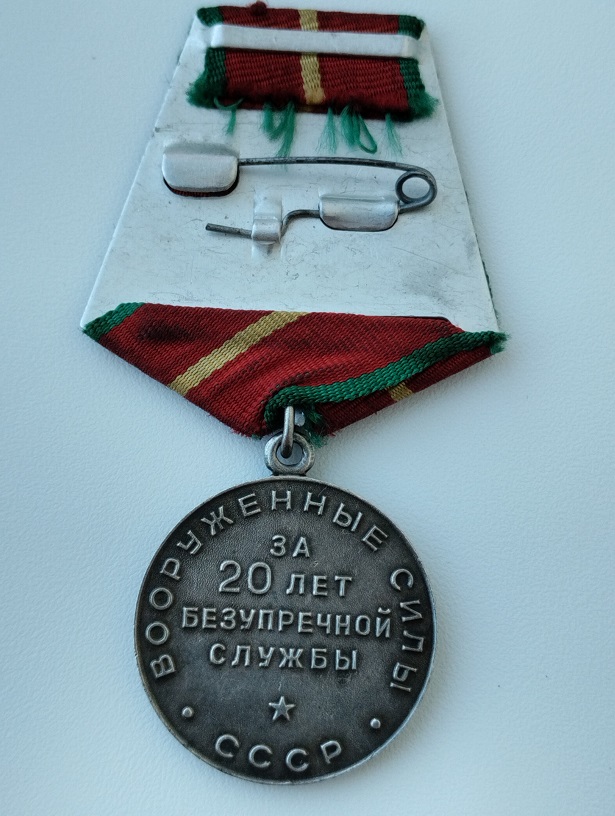 ВООРУЖЕННЫЕ СИЛЫ
ЗА
20 ЛЕТ
БЕЗУПРЕЧНОЙ
СЛУЖБЫ
СССР